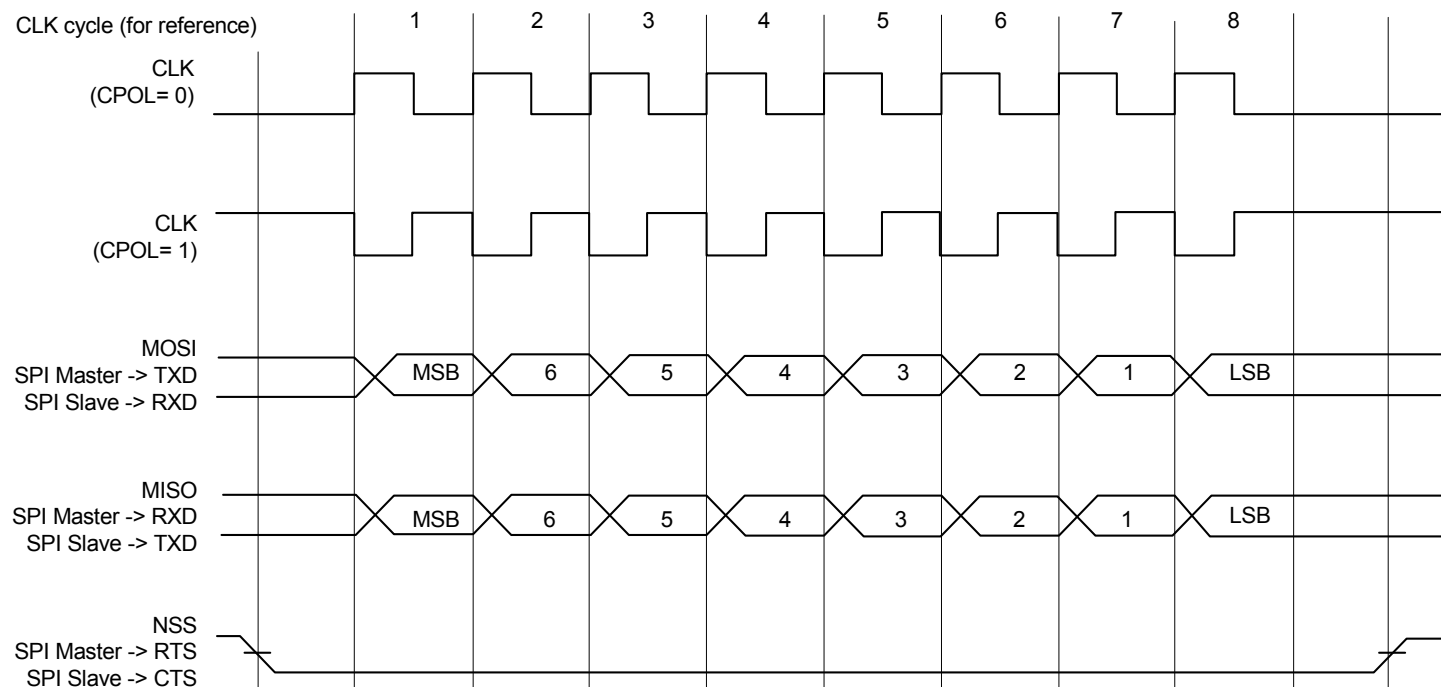 CLK cycle (for reference)
1 2 3 4 5 6 7 8
CLK
(CPOL= 0)
CLK
(CPOL= 1)
MOSI
SPI Master -> TXD
SPI Slave -> RXD
MSB 6 5 4 3 2 1 LSB
MISO
SPI Master -> RXD
SPI Slave -> TXD
MSB 6 5 4 3 2 1 LSB
NSS
SPI Master -> RTS
SPI Slave -> CTS